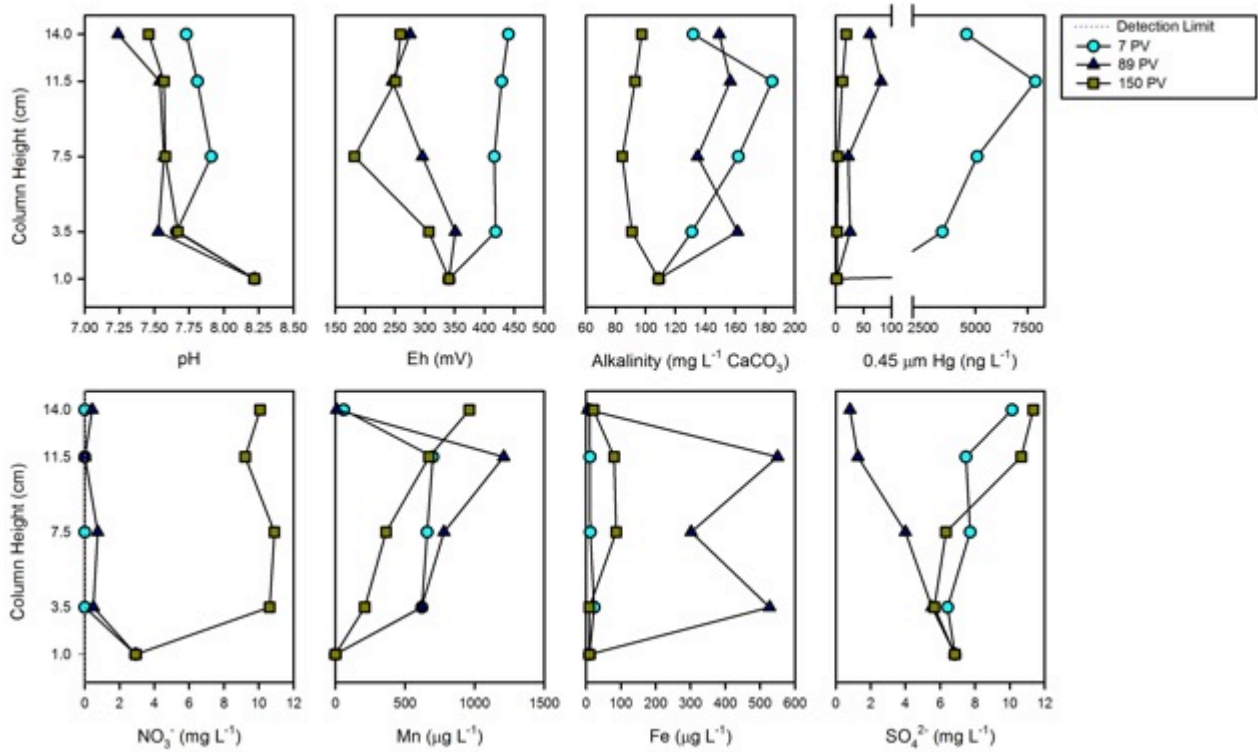 Detection Limit
7 PV
89 PV
150 PV
Column Height (cm)
14.0
11.5
7.5
3.5
1.0
7.00 7.25 7.50 7.75 8.00 8.25 8.50
pH
150 200 250 300 350 400 450 500
Eh (mV)
60 80 100 120 140 160 180 200
Alkalinity (mg L⁻¹ CaCO₃)
0 50 100 2500 5000 7500
0.45 μm Hg (ng L⁻¹)
Column Height (cm)
14.0
11.5
7.5
3.5
1.0
0 2 4 6 8 10 12
NO₃⁻ (mg L⁻¹)
0 500 1000 1500
Mn (μg L⁻¹)
0 100 200 300 400 500 600
Fe (μg L⁻¹)
0 2 4 6 8 10 12
SO₄²⁻ (mg L⁻¹)